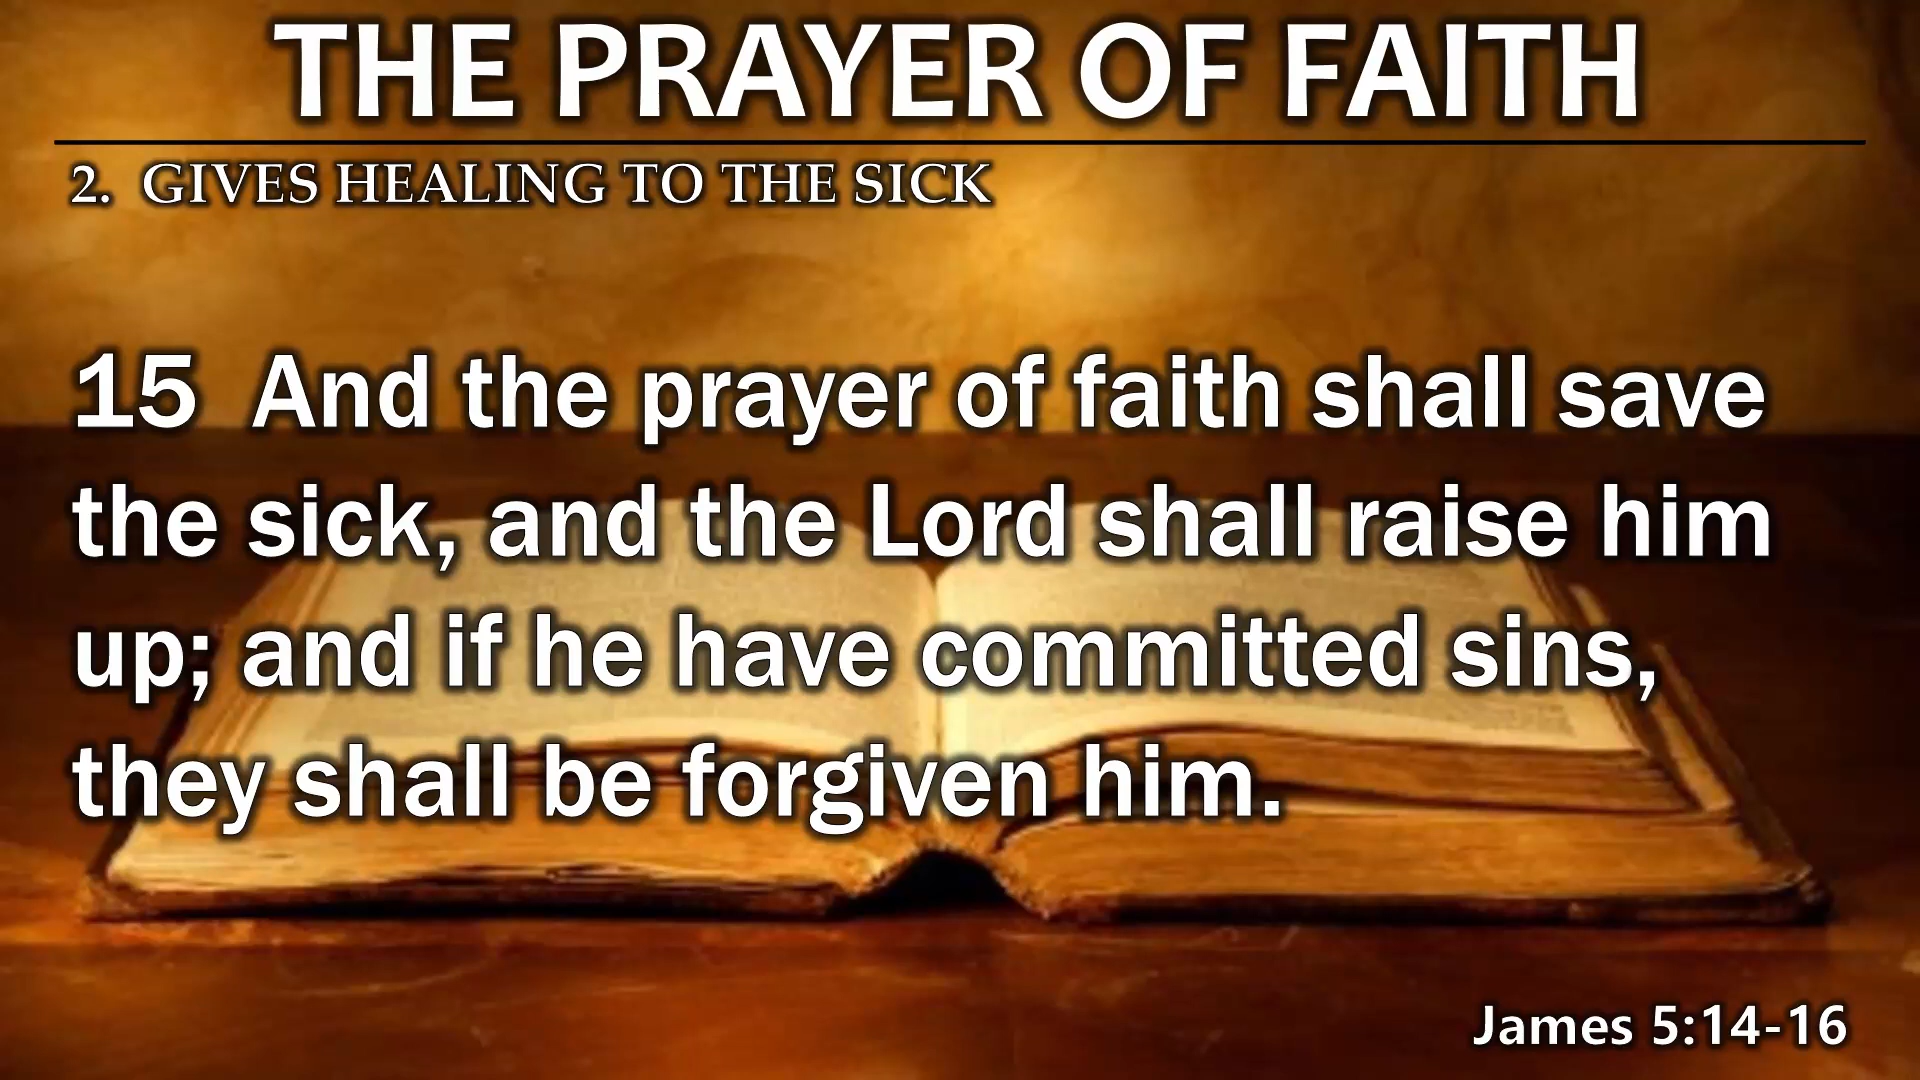 THE PRAYER OF FAITH
2. GIVES HEALING TO THE SICK
15 And the prayer of faith shall save
the sick, and the Lord shall raise him
up; and if he have committed sins,
they shall be forgiven him.
James 5:14-16